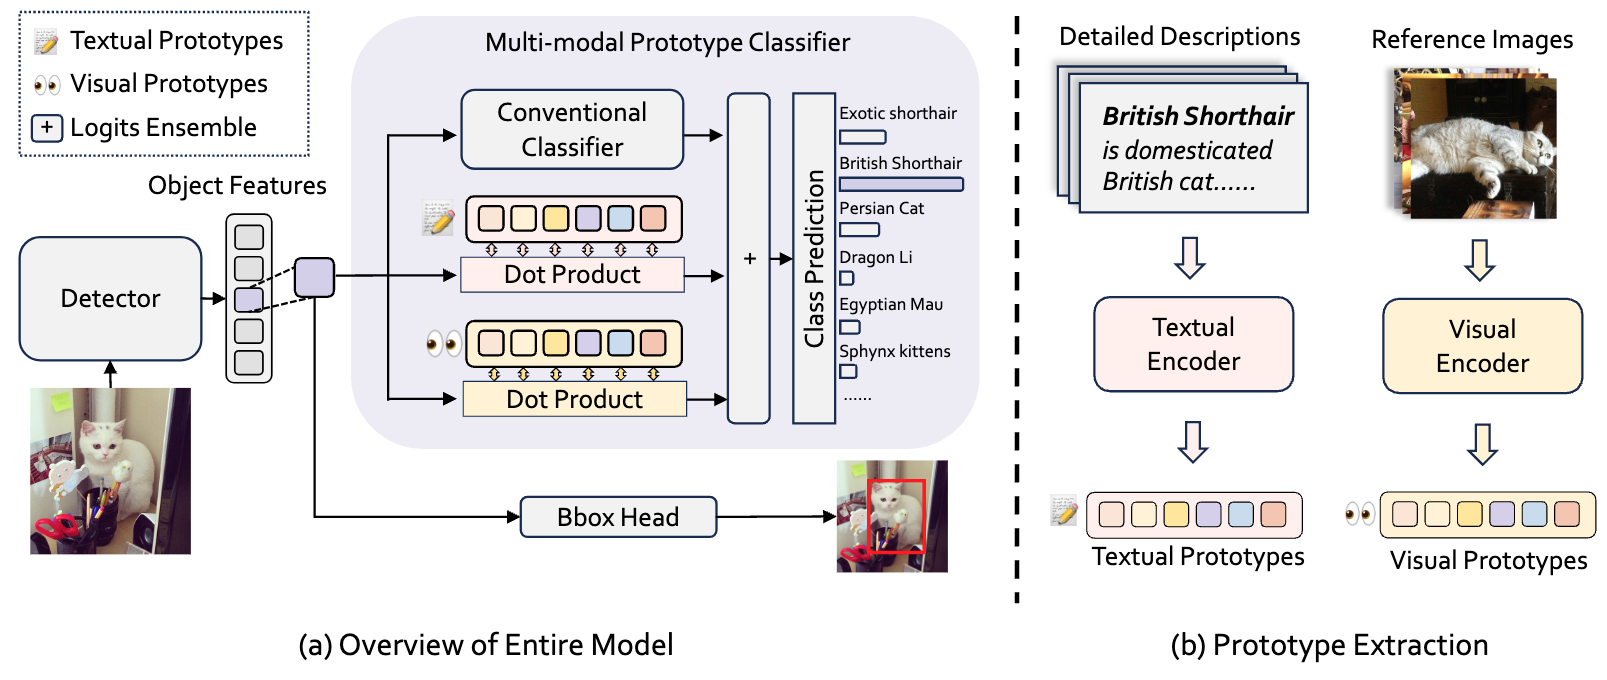 Textual Prototypes
Visual Prototypes
+ Logits Ensemble
Object Features
Detector
Multi-modal Prototype Classifier
Conventional
Classifier
Dot Product
Dot Product
+
Class Prediction
Exotic shorthair
British Shorthair
Persian Cat
Dragon Li
Egyptian Mau
Sphynx kittens
......
Bbox Head
(a) Overview of Entire Model
Detailed Descriptions
British Shorthair
is domesticated
British cat......
Reference Images
Textual
Encoder
Visual
Encoder
Textual Prototypes
Visual Prototypes
(b) Prototype Extraction